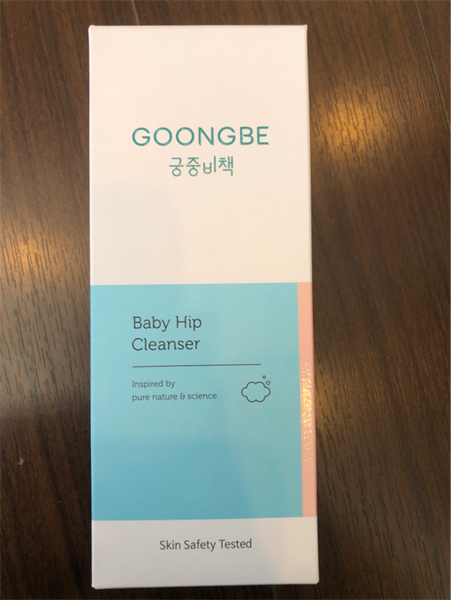 GOONGBE
궁중비책
Baby Hip
Cleanser
Inspired by
pure nature & science
Skin Safety Tested